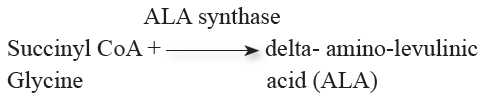 ALA synthase
Succinyl CoA + delta- amino-levulinic
Glycine acid (ALA)